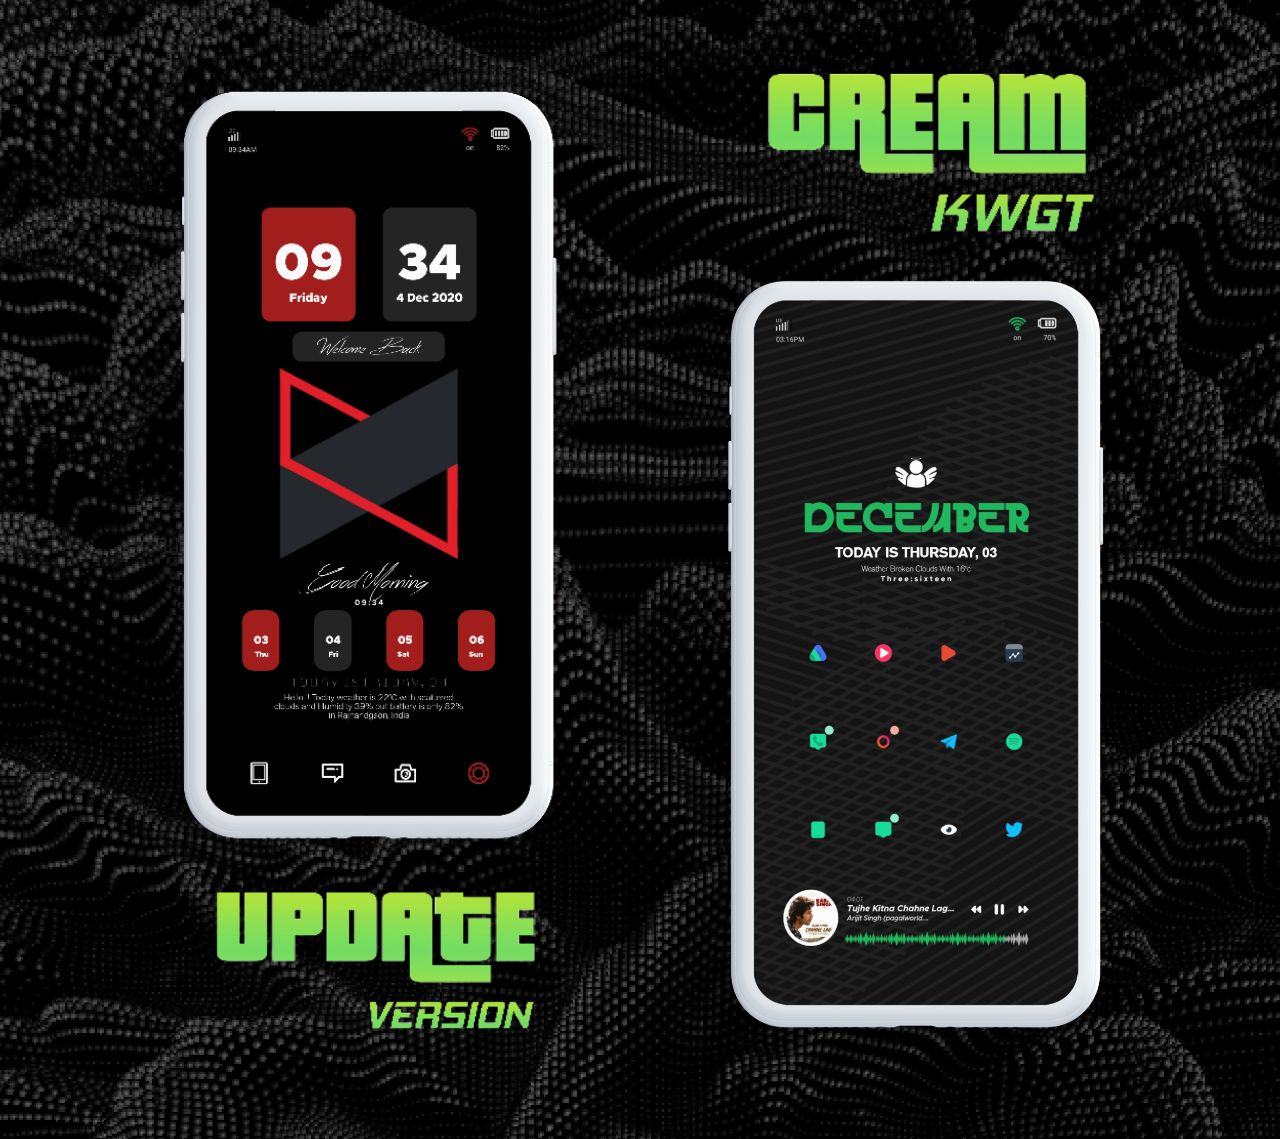 CREAM
KWGT
09:34AM
on
82%
09
Friday
34
4 Dec 2020
Welcome Back
Good Morning
09:34
03
Thu
04
Fri
05
Sat
06
Sun
Hello !! Today weather is 22°C with scattered
clouds and Humidity 39% but battery is only 82%
in Rajnandgaon, India
UPDATE
VERSION
LTE
03:16PM
on
70%
DECEMBER
TODAY IS THURSDAY, 03
Weather Broken Clouds With 16°c
Three:sixteen
04:01
Tujhe Kitna Chahne Lag...
Arijit Singh (pagalworld....